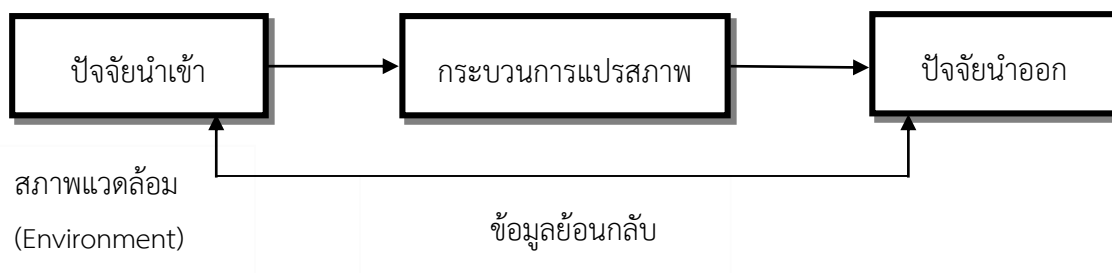 ปัจจัยนำเข้า
กระบวนการแปรสภาพ
ปัจจัยนำออก
สภาพแวดล้อม
(Environment)
ข้อมูลย้อนกลับ